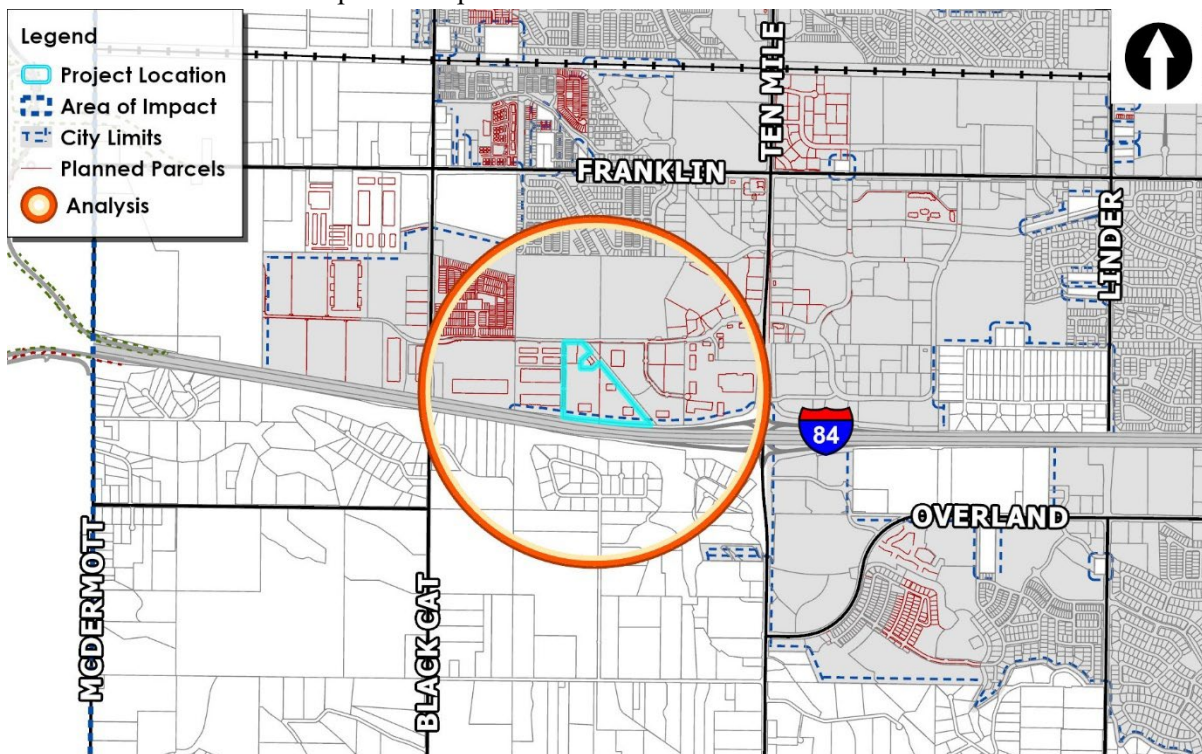 Legend
Project Location
Area of Impact
City Limits
Planned Parcels
Analysis
TEN MILE
FRANKLIN
LINDER
84
OVERLAND
MCDERMOTT
BLACK CAT